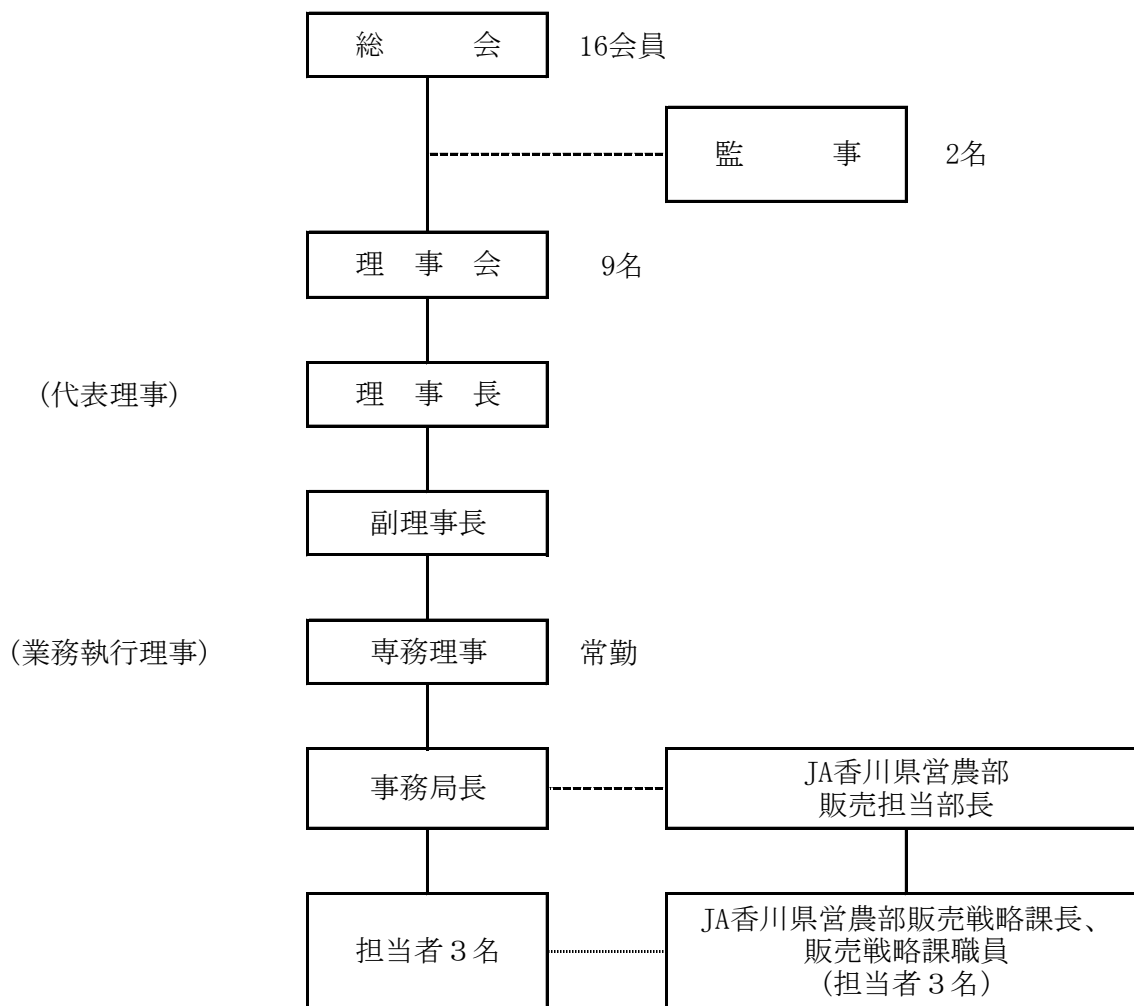 総　　　会　16会員
監　　　事　2名
理　事　会　9名
(代表理事)　理　事　長
副理事長
(業務執行理事)　専務理事　常勤
事務局長
JA香川県営農部
販売担当部長
担当者３名
JA香川県営農部販売戦略課長、
販売戦略課職員
(担当者３名)